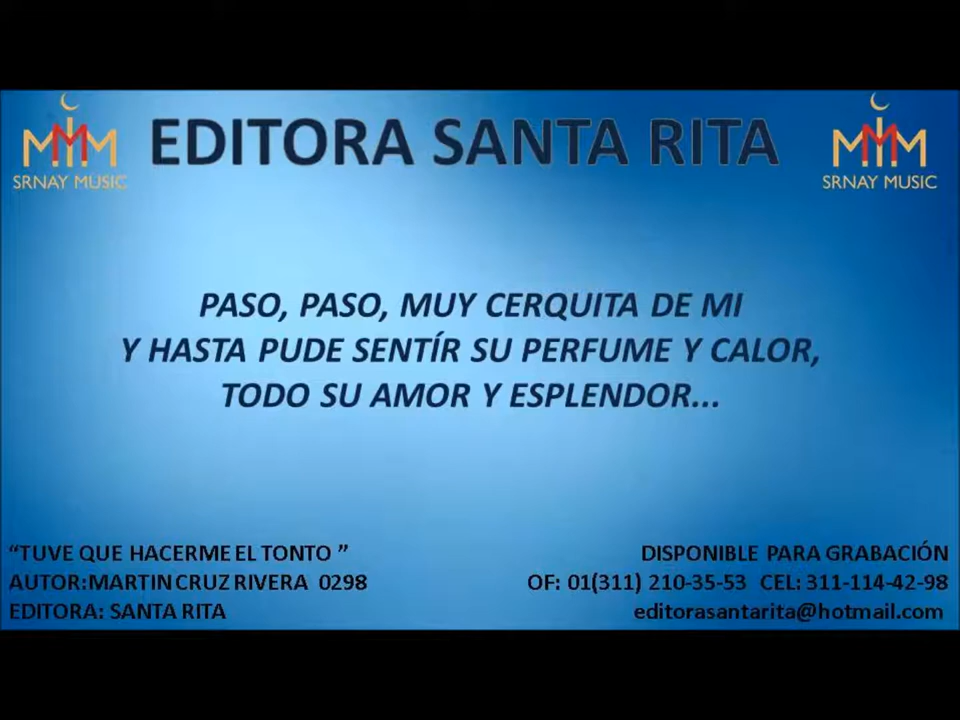 EDITORA SANTA RITA
SRNAY MUSIC
SRNAY MUSIC
PASO, PASO, MUY CERQUITA DE MI
Y HASTA PUDE SENTÍR SU PERFUME Y CALOR,
TODO SU AMOR Y ESPLENDOR...
“TUVE QUE HACERME EL TONTO ”
AUTOR:MARTIN CRUZ RIVERA 0298
EDITORA: SANTA RITA
DISPONIBLE PARA GRABACIÓN
OF: 01(311) 210-35-53 CEL: 311-114-42-98
editorasantarita@hotmail.com